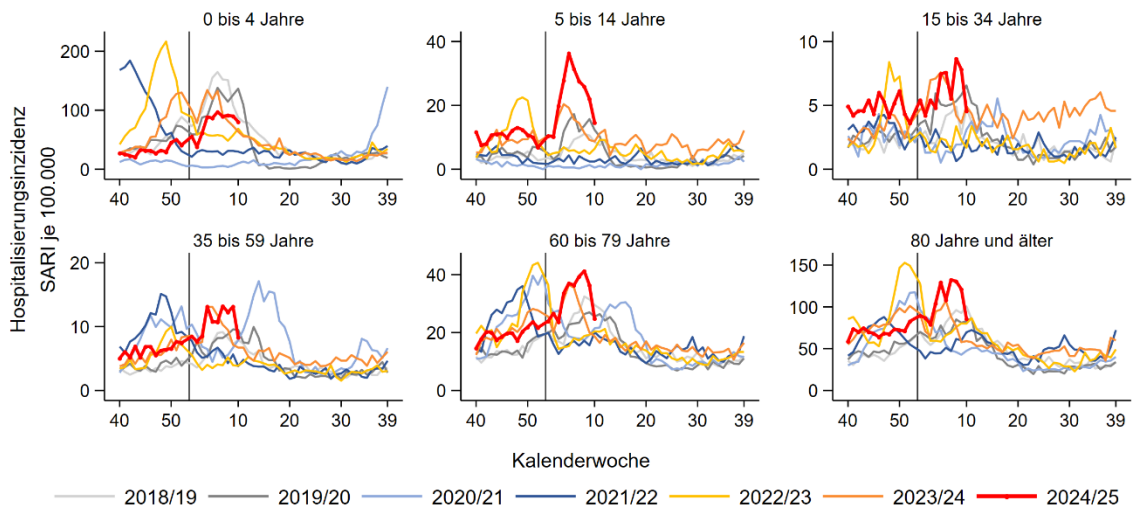 0 bis 4 Jahre
5 bis 14 Jahre
15 bis 34 Jahre
200
100
0
40 50 10 20 30 39
40
20
0
40 50 10 20 30 39
10
5
0
40 50 10 20 30 39
Hospitalisierungsinzidenz
SARI je 100.000
35 bis 59 Jahre
60 bis 79 Jahre
80 Jahre und älter
20
10
0
40 50 10 20 30 39
40
20
0
40 50 10 20 30 39
150
100
50
0
40 50 10 20 30 39
Kalenderwoche
2018/19 2019/20 2020/21 2021/22 2022/23 2023/24 2024/25